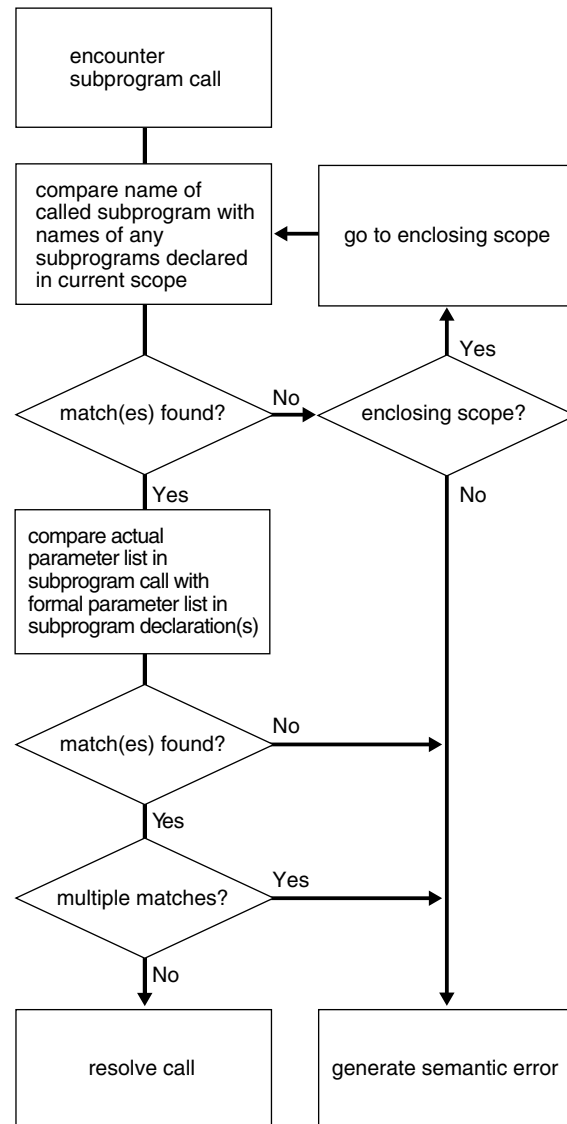 encounter
subprogram call
compare name of
called subprogram with
names of any
subprograms declared
in current scope
go to enclosing scope
Yes
match(es) found?
No
enclosing scope?
Yes
No
compare actual
parameter list in
subprogram call with
formal parameter list in
subprogram declaration(s)
match(es) found?
No
Yes
multiple matches?
Yes
No
resolve call
generate semantic error